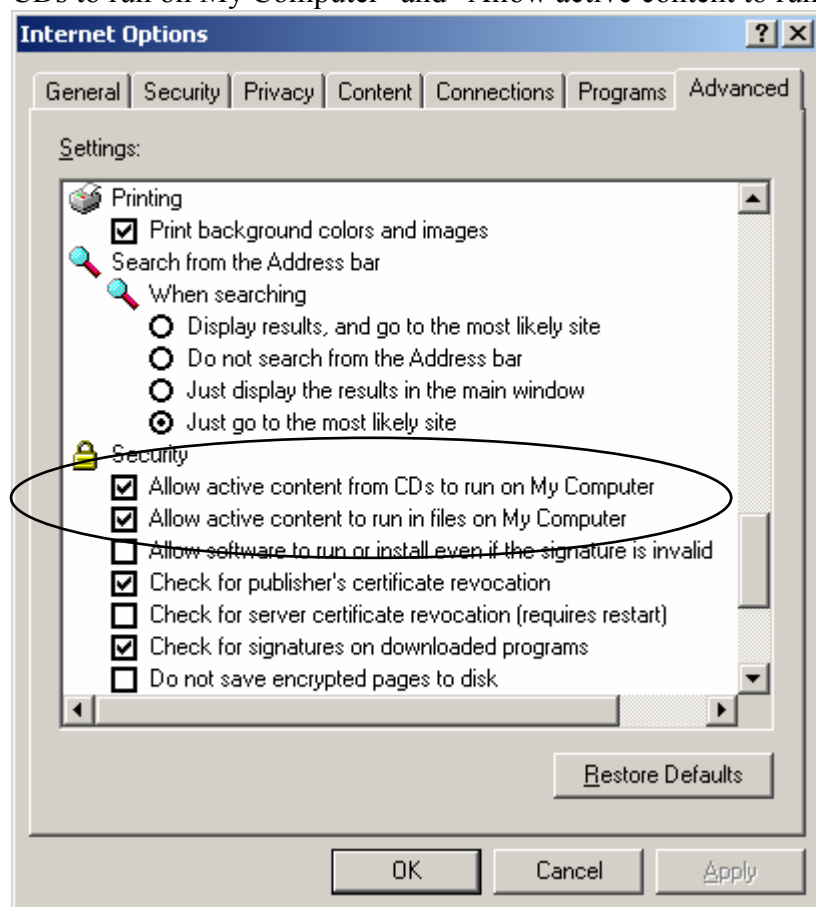 CDs to run on My Computer" and "Allow active content to run
Internet Options
General Security Privacy Content Connections Programs Advanced
Settings:
Printing
Print background colors and images
Search from the Address bar
When searching
Display results, and go to the most likely site
Do not search from the Address bar
Just display the results in the main window
Just go to the most likely site
Security
Allow active content from CDs to run on My Computer
Allow active content to run in files on My Computer
Allow software to run or install even if the signature is invalid
Check for publisher's certificate revocation
Check for server certificate revocation (requires restart)
Check for signatures on downloaded programs
Do not save encrypted pages to disk
Restore Defaults
OK Cancel Apply